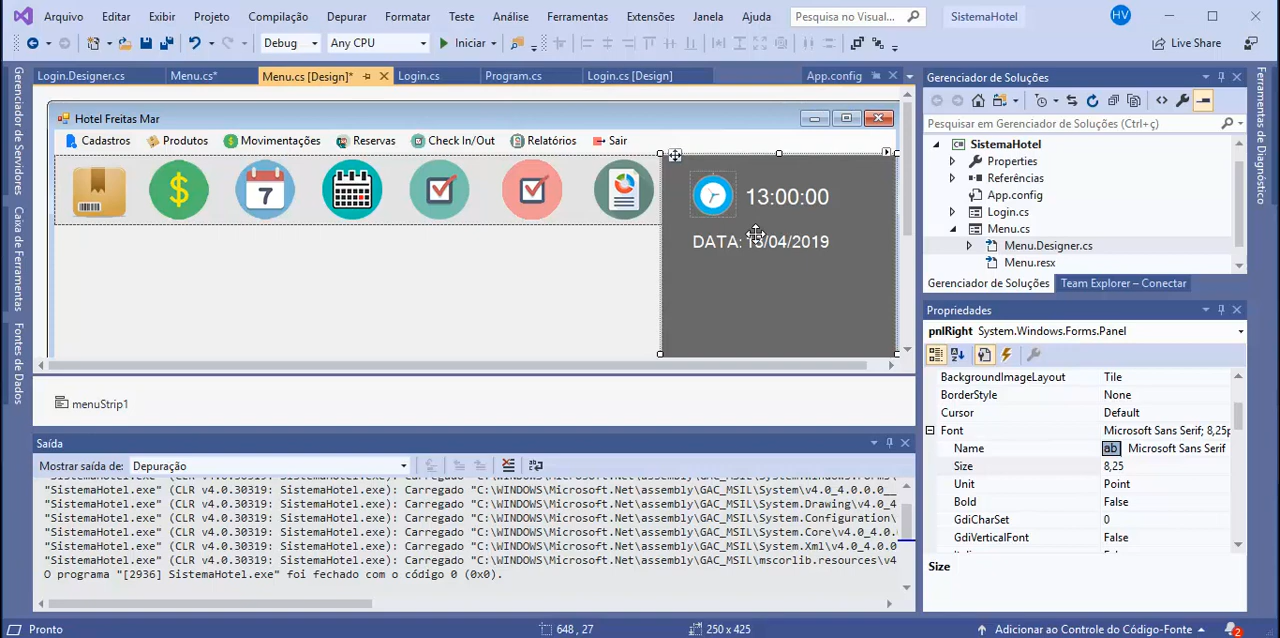 Arquivo Editar Exibir Projeto Compilação Depurar Formatar Teste Análise Ferramentas Extensões Janela Ajuda Pesquisa no Visual... SistemaHotel HV
Debug Any CPU Iniciar Live Share
Login.Designer.cs Menu.cs* Menu.cs [Design]* Login.cs Program.cs Login.cs [Design] App.config
Gerenciador de Servidores
Caixa de Ferramentas
Fontes de Dados
Hotel Freitas Mar
Cadastros Produtos Movimentações Reservas Check In/Out Relatórios Sair
7
13:00:00
DATA: 13/04/2019
menuStrip1
Saída
Mostrar saída de: Depuração
"SistemaHotel.exe" (CLR v4.0.30319: SistemaHotel.exe): Carregado "C:\WINDOWS\Microsoft.Net\assembly\GAC_MSIL\System\v4.0_4.0.0.0__
"SistemaHotel.exe" (CLR v4.0.30319: SistemaHotel.exe): Carregado "C:\WINDOWS\Microsoft.Net\assembly\GAC_MSIL\System.Drawing\v4.0_4
"SistemaHotel.exe" (CLR v4.0.30319: SistemaHotel.exe): Carregado "C:\WINDOWS\Microsoft.Net\assembly\GAC_MSIL\System.Configuration\
"SistemaHotel.exe" (CLR v4.0.30319: SistemaHotel.exe): Carregado "C:\WINDOWS\Microsoft.Net\assembly\GAC_MSIL\System.Core\v4.0_4.0.
"SistemaHotel.exe" (CLR v4.0.30319: SistemaHotel.exe): Carregado "C:\WINDOWS\Microsoft.Net\assembly\GAC_MSIL\System.Xml\v4.0_4.0.0
"SistemaHotel.exe" (CLR v4.0.30319: SistemaHotel.exe): Carregado "C:\WINDOWS\Microsoft.Net\assembly\GAC_MSIL\mscorlib.resources\v4
O programa "[2936] SistemaHotel.exe" foi fechado com o código 0 (0x0).
Gerenciador de Soluções
Pesquisar em Gerenciador de Soluções (Ctrl+ç)
SistemaHotel
Properties
Referências
App.config
Login.cs
Menu.cs
Menu.Designer.cs
Menu.resx
Gerenciador de Soluções Team Explorer – Conectar
Propriedades
pnlRight System.Windows.Forms.Panel
BackgroundImageLayout Tile
BorderStyle None
Cursor Default
Font Microsoft Sans Serif; 8,25p
Name ab Microsoft Sans Serif
Size 8,25
Unit Point
Bold False
GdiCharSet 0
GdiVerticalFont False
Size
Ferramentas de Diagnóstico
Pronto 648 , 27 250 x 425 Adicionar ao Controle do Código-Fonte 2